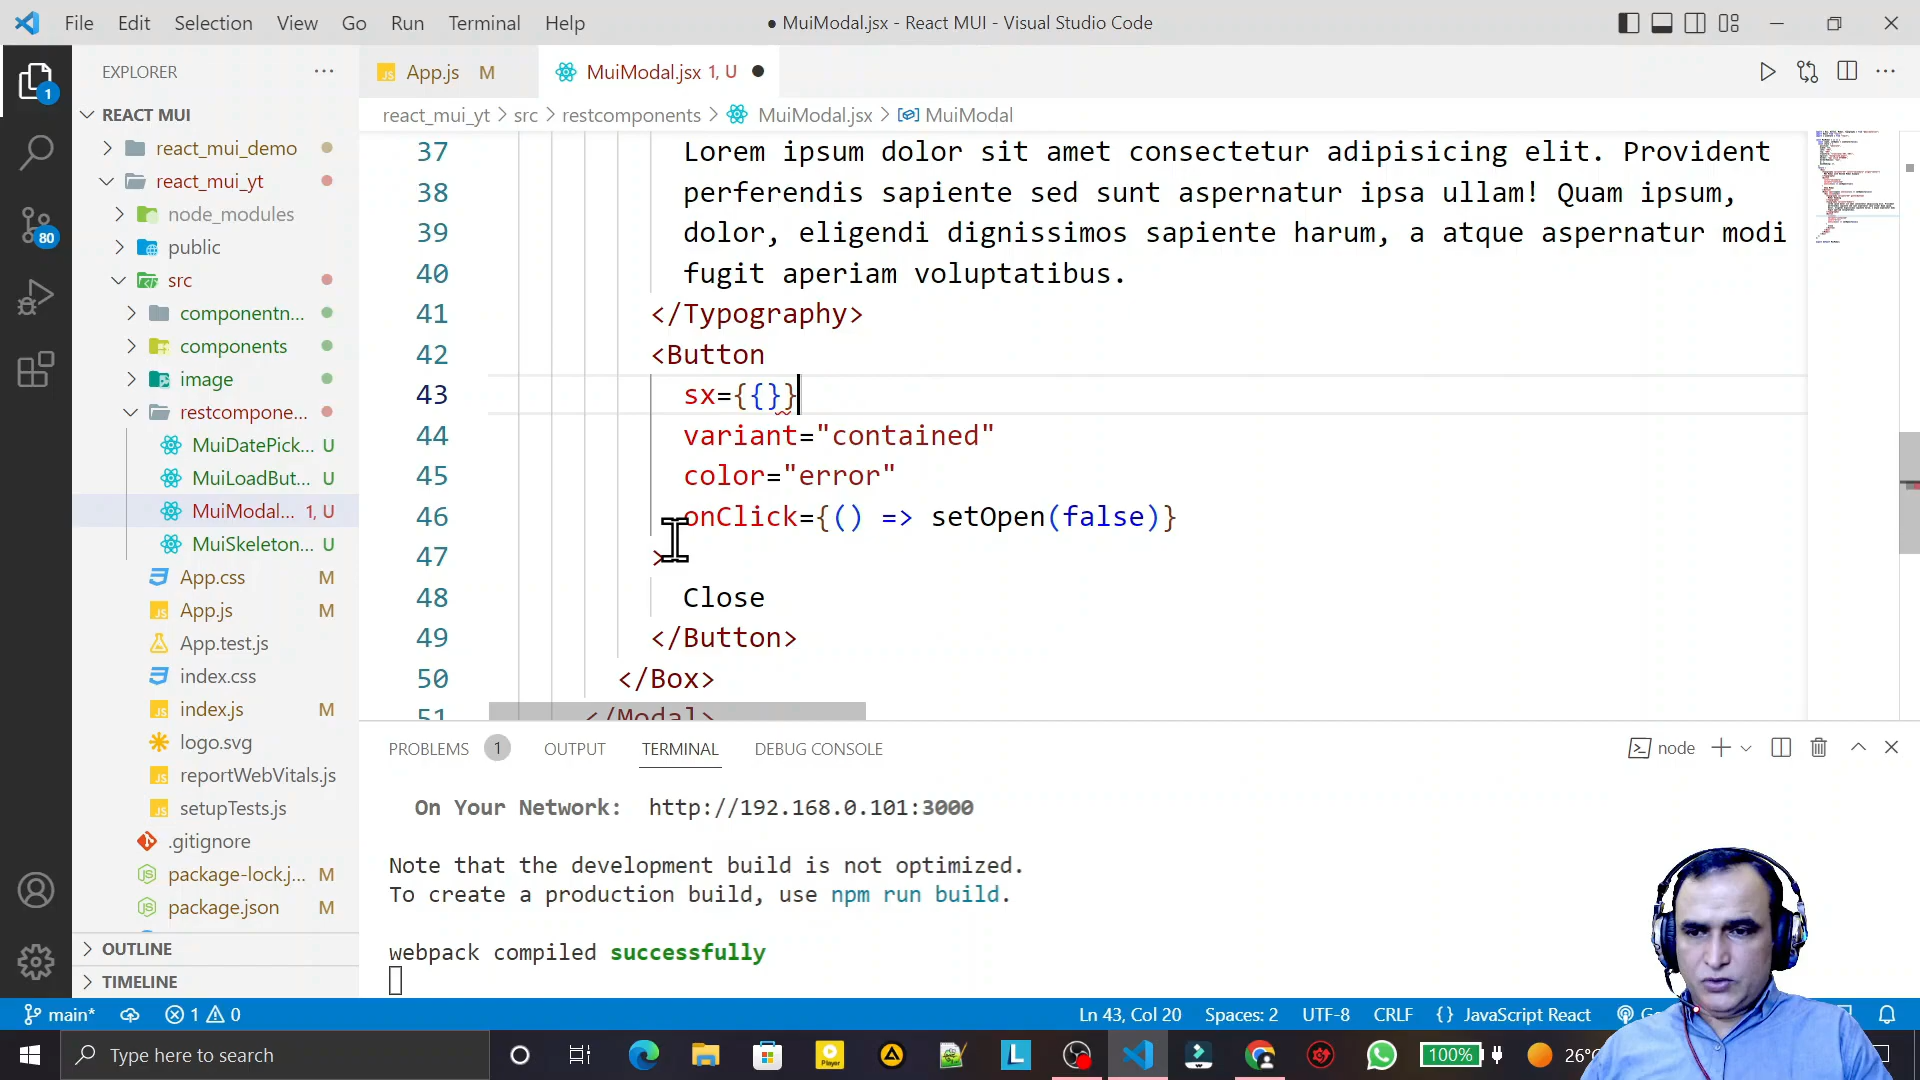 File Edit Selection View Go Run Terminal Help
● MuiModal.jsx - React MUI - Visual Studio Code
EXPLORER
REACT MUI
react_mui_demo
react_mui_yt
node_modules
public
src
componentn...
components
image
restcompone...
MuiDatePick... U
MuiLoadBut... U
MuiModal... 1, U
MuiSkeleton... U
App.css M
App.js M
App.test.js
index.css
index.js M
logo.svg
reportWebVitals.js
setupTests.js
.gitignore
package-lock.j... M
package.json M
OUTLINE
TIMELINE
1
80
App.js M
MuiModal.jsx 1, U
react_mui_yt > src > restcomponents > MuiModal.jsx > MuiModal
37 Lorem ipsum dolor sit amet consectetur adipisicing elit. Provident
38 perferendis sapiente sed sunt aspernatur ipsa ullam! Quam ipsum,
39 dolor, eligendi dignissimos sapiente harum, a atque aspernatur modi
40 fugit aperiam voluptatibus.
41 </Typography>
42 <Button
43 sx={{}}
44 variant="contained"
45 color="error"
46 onClick={() => setOpen(false)}
47 >
48 Close
49 </Button>
50 </Box>
51 </Modal>
PROBLEMS 1 OUTPUT TERMINAL DEBUG CONSOLE
node
On Your Network: http://192.168.0.101:3000
Note that the development build is not optimized.
To create a production build, use npm run build.
webpack compiled successfully
main* 1 0
Ln 43, Col 20 Spaces: 2 UTF-8 CRLF {} JavaScript React
Type here to search
100%
26°